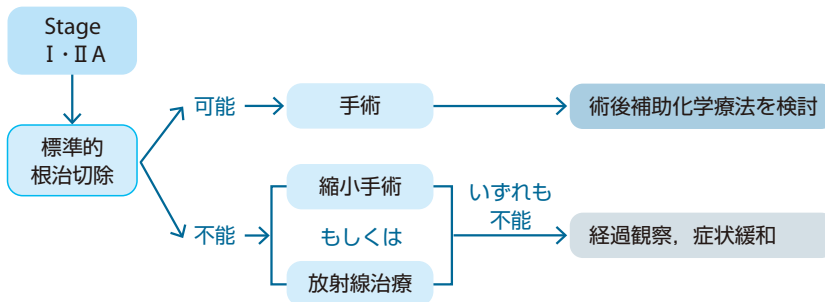 Stage
Ⅰ・ⅡA
標準的
根治切除
可能
手術
術後補助化学療法を検討
不能
縮小手術
もしくは
放射線治療
いずれも
不能
経過観察，症状緩和